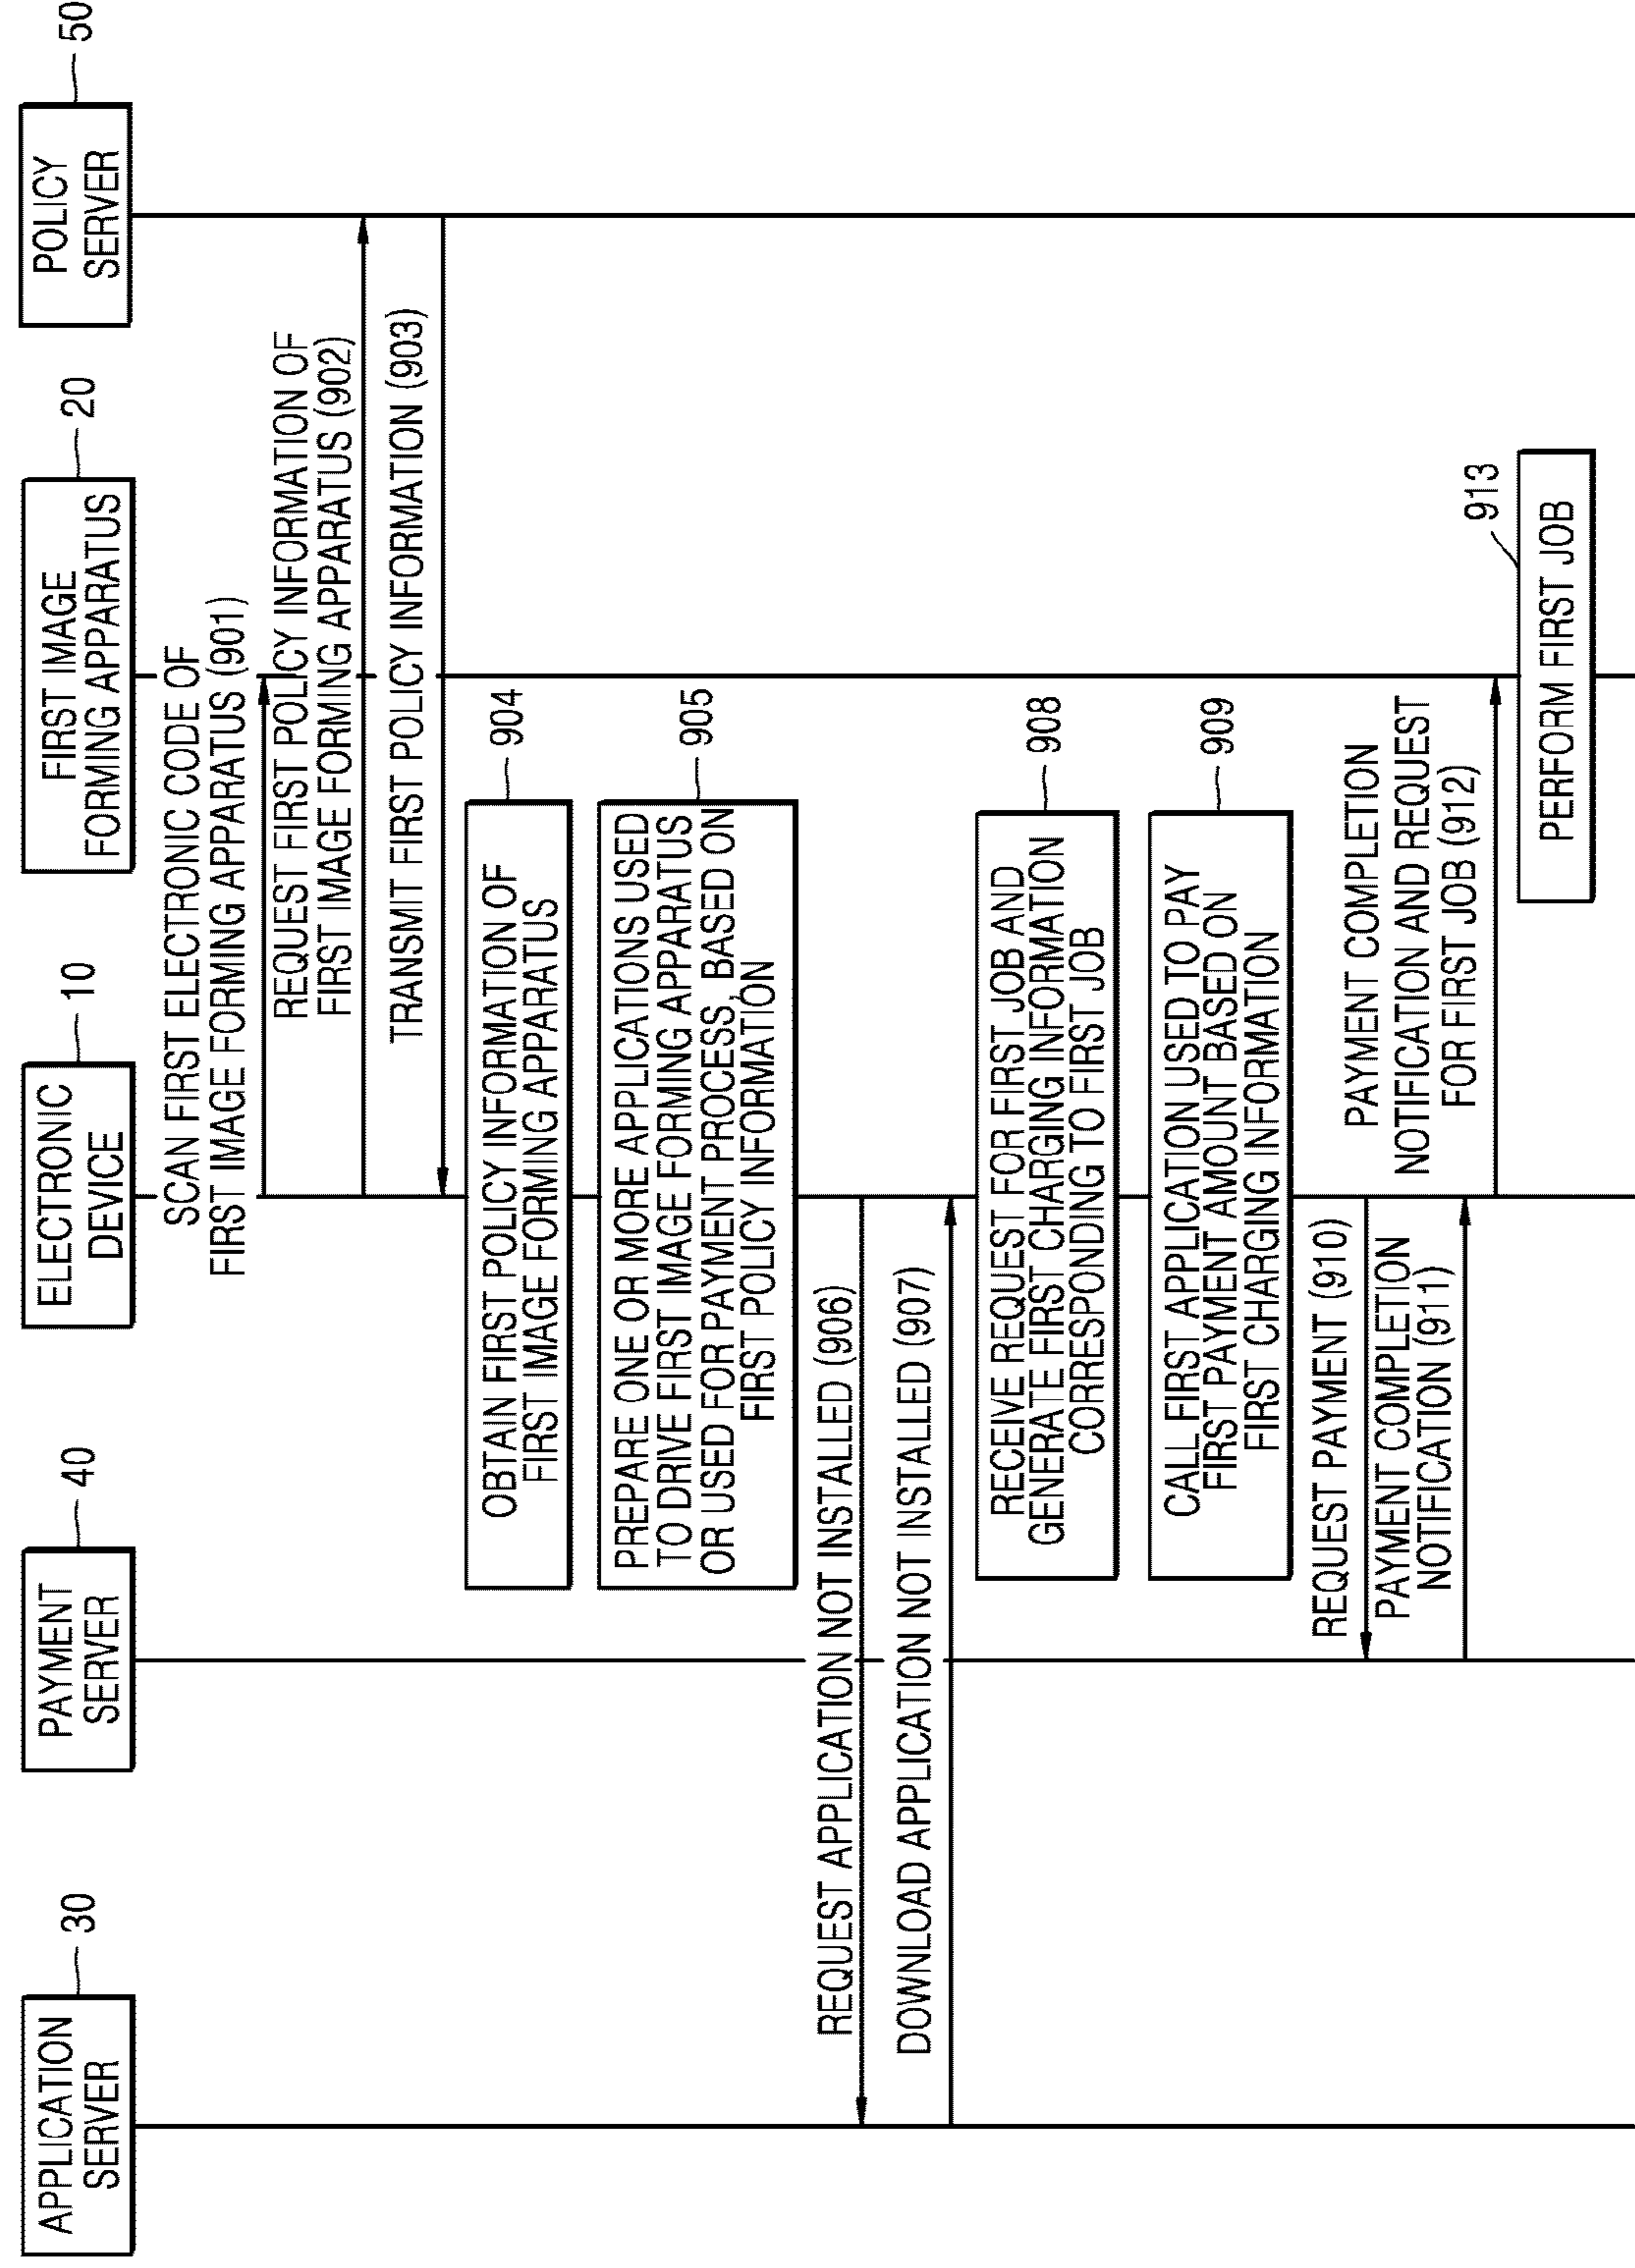 APPLICATION
SERVER
30
PAYMENT
SERVER
40
ELECTRONIC
DEVICE
10
FIRST IMAGE
FORMING APPARATUS
20
POLICY
SERVER
50
SCAN FIRST ELECTRONIC CODE OF
FIRST IMAGE FORMING APPARATUS (901)
REQUEST FIRST POLICY INFORMATION OF
FIRST IMAGE FORMING APPARATUS (902)
TRANSMIT FIRST POLICY INFORMATION (903)
OBTAIN FIRST POLICY INFORMATION OF
FIRST IMAGE FORMING APPARATUS
904
PREPARE ONE OR MORE APPLICATIONS USED
TO DRIVE FIRST IMAGE FORMING APPARATUS
OR USED FOR PAYMENT PROCESS, BASED ON
FIRST POLICY INFORMATION
905
REQUEST APPLICATION NOT INSTALLED (906)
DOWNLOAD APPLICATION NOT INSTALLED (907)
RECEIVE REQUEST FOR FIRST JOB AND
GENERATE FIRST CHARGING INFORMATION
CORRESPONDING TO FIRST JOB
908
CALL FIRST APPLICATION USED TO PAY
FIRST PAYMENT AMOUNT BASED ON
FIRST CHARGING INFORMATION
909
REQUEST PAYMENT (910)
PAYMENT COMPLETION
NOTIFICATION (911)
PAYMENT COMPLETION
NOTIFICATION AND REQUEST
FOR FIRST JOB (912)
913
PERFORM FIRST JOB